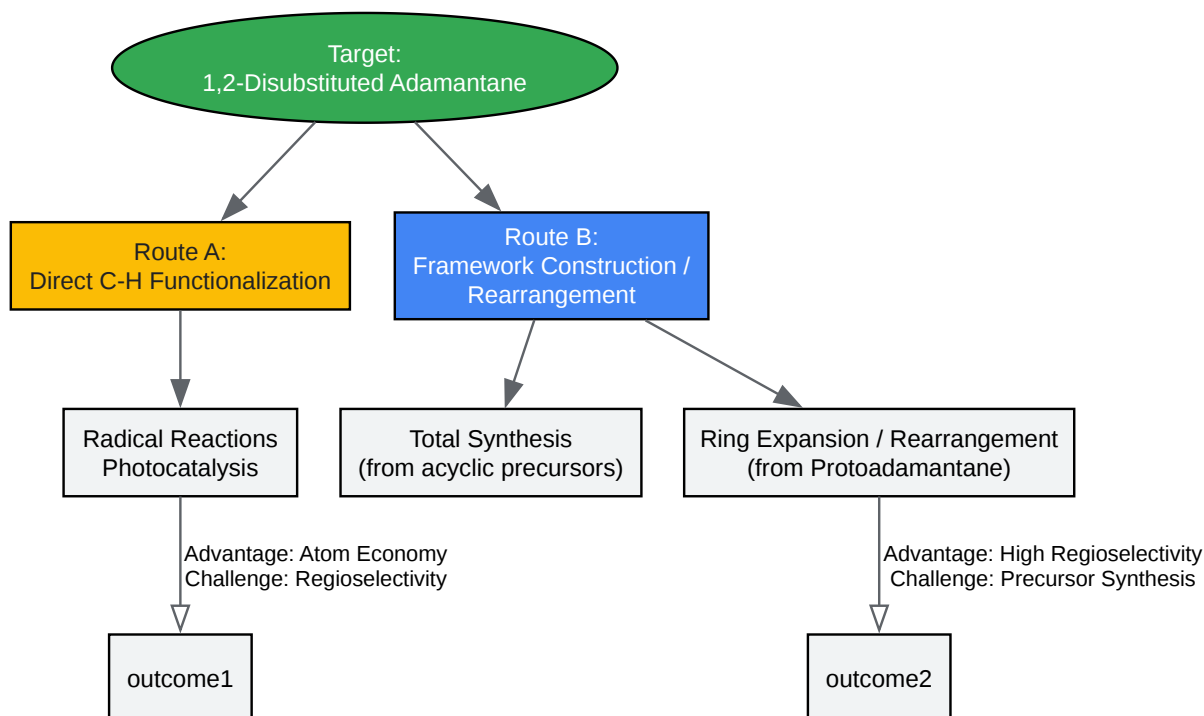 Target:
1,2-Disubstituted Adamantane
Route A:
Direct C-H Functionalization
Route B:
Framework Construction /
Rearrangement
Radical Reactions
Photocatalysis
Total Synthesis
(from acyclic precursors)
Ring Expansion / Rearrangement
(from Protoadamantane)
Advantage: Atom Economy
Challenge: Regioselectivity
Advantage: High Regioselectivity
Challenge: Precursor Synthesis
outcome1
outcome2